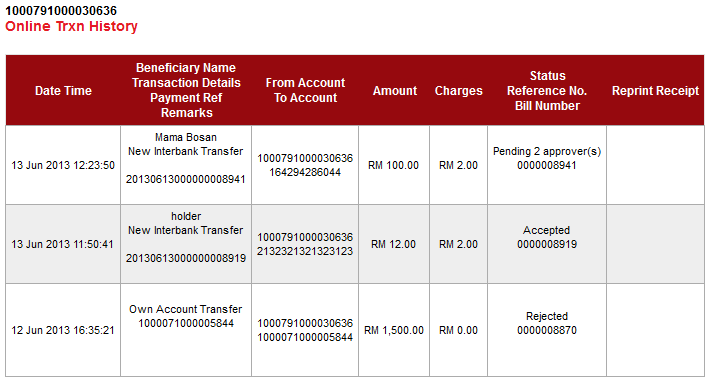 1000791000030636
Online Trxn History
Date Time
Beneficiary Name
Transaction Details
Payment Ref
Remarks
From Account
To Account
Amount
Charges
Status
Reference No.
Bill Number
Reprint Receipt
13 Jun 2013 12:23:50
Mama Bosan
New Interbank Transfer
20130613000000008941
1000791000030636
164294286044
RM 100.00
RM 2.00
Pending 2 approver(s)
0000008941
13 Jun 2013 11:50:41
holder
New Interbank Transfer
20130613000000008919
1000791000030636
2132321321323123
RM 12.00
RM 2.00
Accepted
0000008919
12 Jun 2013 16:35:21
Own Account Transfer
1000071000005844
1000791000030636
1000071000005844
RM 1,500.00
RM 0.00
Rejected
0000008870